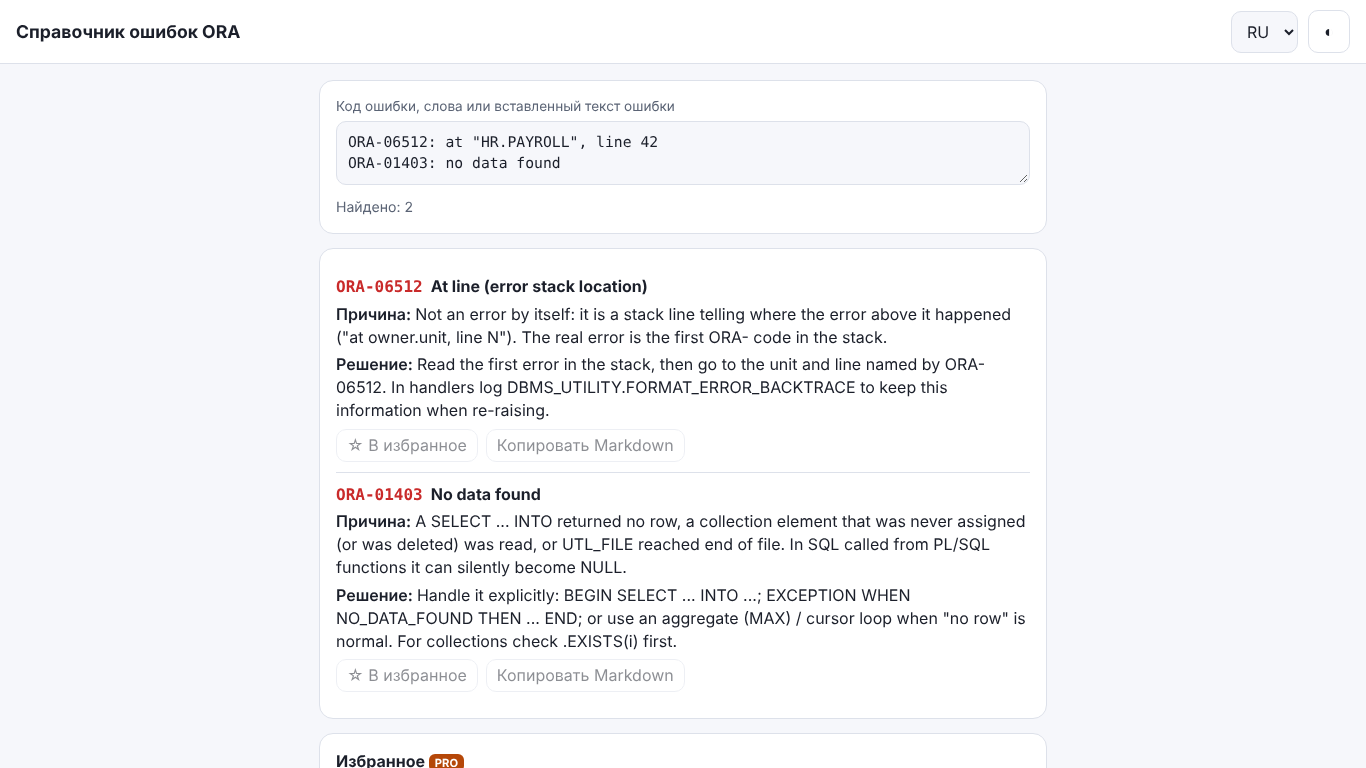 Справочник ошибок ORA
RU
Код ошибки, слова или вставленный текст ошибки
ORA-06512: at "HR.PAYROLL", line 42
ORA-01403: no data found
Найдено: 2
ORA-06512 At line (error stack location)
Причина: Not an error by itself: it is a stack line telling where the error above it happened
("at owner.unit, line N"). The real error is the first ORA- code in the stack.
Решение: Read the first error in the stack, then go to the unit and line named by ORA-
06512. In handlers log DBMS_UTILITY.FORMAT_ERROR_BACKTRACE to keep this
information when re-raising.
☆ В избранное Копировать Markdown
ORA-01403 No data found
Причина: A SELECT ... INTO returned no row, a collection element that was never assigned
(or was deleted) was read, or UTL_FILE reached end of file. In SQL called from PL/SQL
functions it can silently become NULL.
Решение: Handle it explicitly: BEGIN SELECT ... INTO ...; EXCEPTION WHEN
NO_DATA_FOUND THEN ... END; or use an aggregate (MAX) / cursor loop when "no row" is
normal. For collections check .EXISTS(i) first.
☆ В избранное Копировать Markdown
Избранное PRO